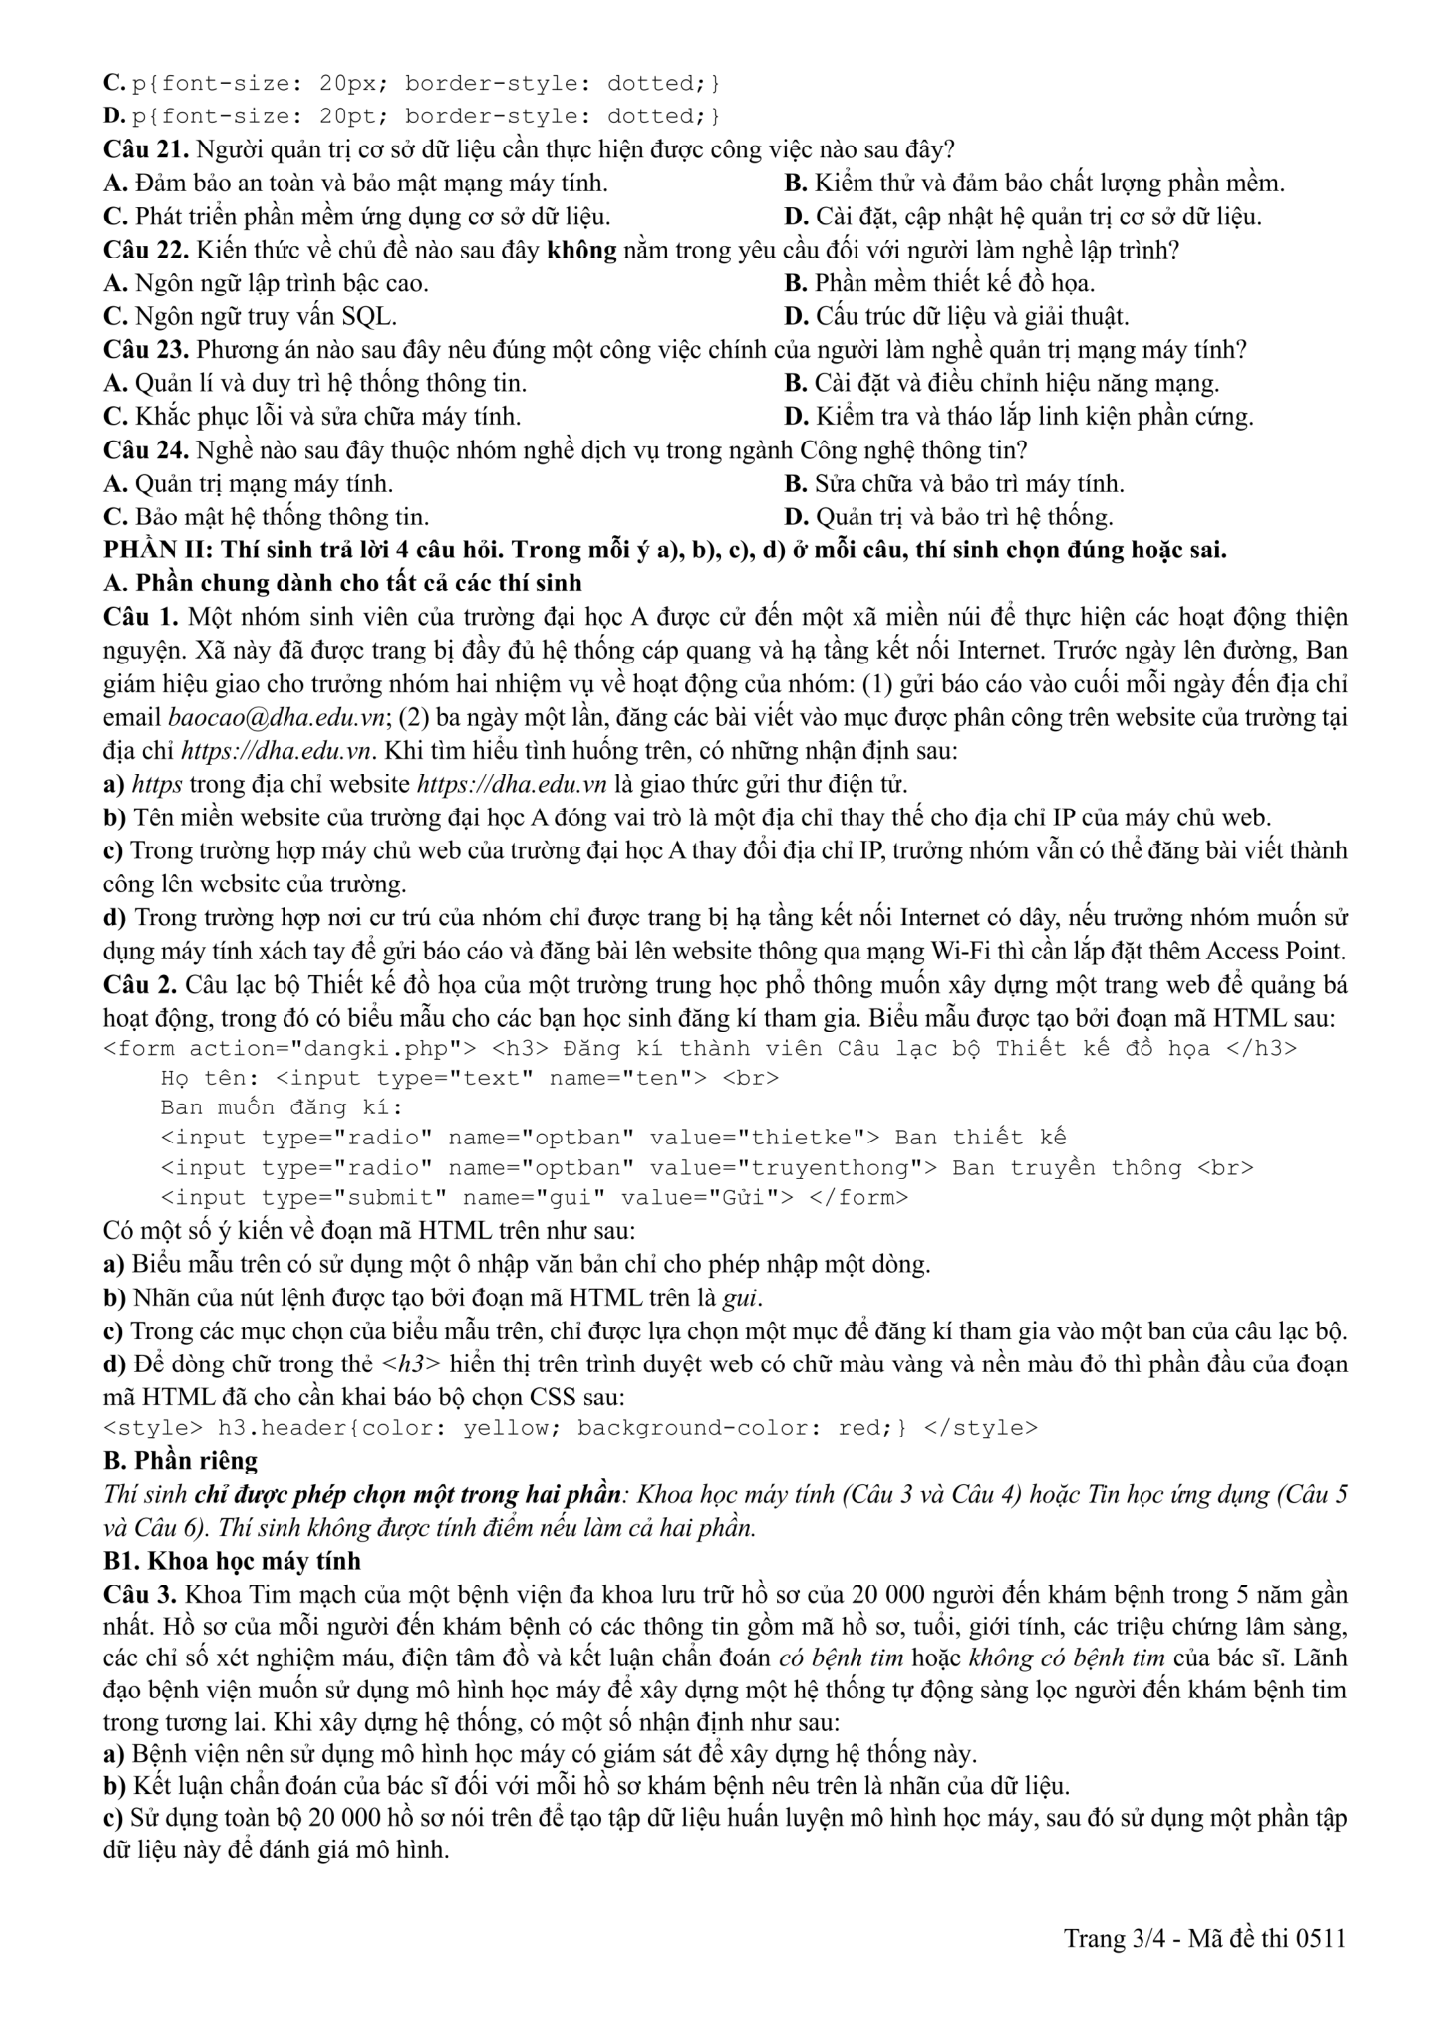 C. p{font-size: 20px; border-style: dotted;}
D. p{font-size: 20pt; border-style: dotted;}
Câu 21. Người quản trị cơ sở dữ liệu cần thực hiện được công việc nào sau đây?
A. Đảm bảo an toàn và bảo mật mạng máy tính. B. Kiểm thử và đảm bảo chất lượng phần mềm.
C. Phát triển phần mềm ứng dụng cơ sở dữ liệu. D. Cài đặt, cập nhật hệ quản trị cơ sở dữ liệu.
Câu 22. Kiến thức về chủ đề nào sau đây không nằm trong yêu cầu đối với người làm nghề lập trình?
A. Ngôn ngữ lập trình bậc cao. B. Phần mềm thiết kế đồ họa.
C. Ngôn ngữ truy vấn SQL. D. Cấu trúc dữ liệu và giải thuật.
Câu 23. Phương án nào sau đây nêu đúng một công việc chính của người làm nghề quản trị mạng máy tính?
A. Quản lí và duy trì hệ thống thông tin. B. Cài đặt và điều chỉnh hiệu năng mạng.
C. Khắc phục lỗi và sửa chữa máy tính. D. Kiểm tra và tháo lắp linh kiện phần cứng.
Câu 24. Nghề nào sau đây thuộc nhóm nghề dịch vụ trong ngành Công nghệ thông tin?
A. Quản trị mạng máy tính. B. Sửa chữa và bảo trì máy tính.
C. Bảo mật hệ thống thông tin. D. Quản trị và bảo trì hệ thống.
PHẦN II: Thí sinh trả lời 4 câu hỏi. Trong mỗi ý a), b), c), d) ở mỗi câu, thí sinh chọn đúng hoặc sai.
A. Phần chung dành cho tất cả các thí sinh
Câu 1. Một nhóm sinh viên của trường đại học A được cử đến một xã miền núi để thực hiện các hoạt động thiện
nguyện. Xã này đã được trang bị đầy đủ hệ thống cáp quang và hạ tầng kết nối Internet. Trước ngày lên đường, Ban
giám hiệu giao cho trưởng nhóm hai nhiệm vụ về hoạt động của nhóm: (1) gửi báo cáo vào cuối mỗi ngày đến địa chỉ
email baocao@dha.edu.vn; (2) ba ngày một lần, đăng các bài viết vào mục được phân công trên website của trường tại
địa chỉ https://dha.edu.vn. Khi tìm hiểu tình huống trên, có những nhận định sau:
a) https trong địa chỉ website https://dha.edu.vn là giao thức gửi thư điện tử.
b) Tên miền website của trường đại học A đóng vai trò là một địa chỉ thay thế cho địa chỉ IP của máy chủ web.
c) Trong trường hợp máy chủ web của trường đại học A thay đổi địa chỉ IP, trưởng nhóm vẫn có thể đăng bài viết thành
công lên website của trường.
d) Trong trường hợp nơi cư trú của nhóm chỉ được trang bị hạ tầng kết nối Internet có dây, nếu trưởng nhóm muốn sử
dụng máy tính xách tay để gửi báo cáo và đăng bài lên website thông qua mạng Wi-Fi thì cần lắp đặt thêm Access Point.
Câu 2. Câu lạc bộ Thiết kế đồ họa của một trường trung học phổ thông muốn xây dựng một trang web để quảng bá
hoạt động, trong đó có biểu mẫu cho các bạn học sinh đăng kí tham gia. Biểu mẫu được tạo bởi đoạn mã HTML sau:
<form action="dangki.php"> <h3> Đăng kí thành viên Câu lạc bộ Thiết kế đồ họa </h3>
Họ tên: <input type="text" name="ten"> <br>
Ban muốn đăng kí:
<input type="radio" name="optban" value="thietke"> Ban thiết kế
<input type="radio" name="optban" value="truyenthong"> Ban truyền thông <br>
<input type="submit" name="gui" value="Gửi"> </form>
Có một số ý kiến về đoạn mã HTML trên như sau:
a) Biểu mẫu trên có sử dụng một ô nhập văn bản chỉ cho phép nhập một dòng.
b) Nhãn của nút lệnh được tạo bởi đoạn mã HTML trên là gui.
c) Trong các mục chọn của biểu mẫu trên, chỉ được lựa chọn một mục để đăng kí tham gia vào một ban của câu lạc bộ.
d) Để dòng chữ trong thẻ <h3> hiển thị trên trình duyệt web có chữ màu vàng và nền màu đỏ thì phần đầu của đoạn
mã HTML đã cho cần khai báo bộ chọn CSS sau:
<style> h3.header{color: yellow; background-color: red;} </style>
B. Phần riêng
Thí sinh chỉ được phép chọn một trong hai phần: Khoa học máy tính (Câu 3 và Câu 4) hoặc Tin học ứng dụng (Câu 5
và Câu 6). Thí sinh không được tính điểm nếu làm cả hai phần.
B1. Khoa học máy tính
Câu 3. Khoa Tim mạch của một bệnh viện đa khoa lưu trữ hồ sơ của 20 000 người đến khám bệnh trong 5 năm gần
nhất. Hồ sơ của mỗi người đến khám bệnh có các thông tin gồm mã hồ sơ, tuổi, giới tính, các triệu chứng lâm sàng,
các chỉ số xét nghiệm máu, điện tâm đồ và kết luận chẩn đoán có bệnh tim hoặc không có bệnh tim của bác sĩ. Lãnh
đạo bệnh viện muốn sử dụng mô hình học máy để xây dựng một hệ thống tự động sàng lọc người đến khám bệnh tim
trong tương lai. Khi xây dựng hệ thống, có một số nhận định như sau:
a) Bệnh viện nên sử dụng mô hình học máy có giám sát để xây dựng hệ thống này.
b) Kết luận chẩn đoán của bác sĩ đối với mỗi hồ sơ khám bệnh nêu trên là nhãn của dữ liệu.
c) Sử dụng toàn bộ 20 000 hồ sơ nói trên để tạo tập dữ liệu huấn luyện mô hình học máy, sau đó sử dụng một phần tập
dữ liệu này để đánh giá mô hình.
Trang 3/4 - Mã đề thi 0511